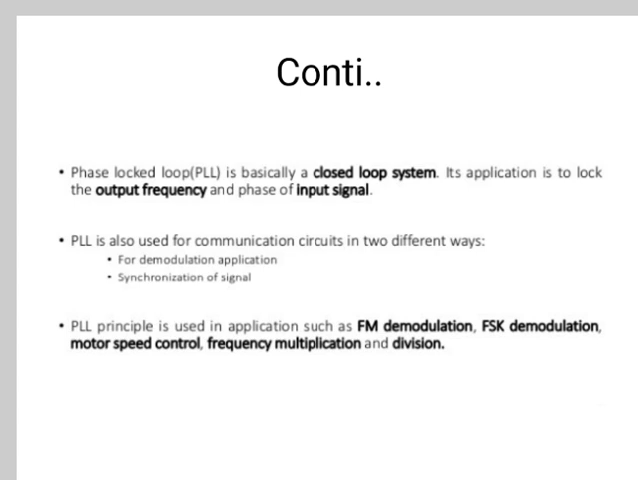 Conti..
• Phase locked loop(PLL) is basically a closed loop system. Its application is to lock
the output frequency and phase of input signal.
• PLL is also used for communication circuits in two different ways:
• For demodulation application
• Synchronization of signal
• PLL principle is used in application such as FM demodulation, FSK demodulation,
motor speed control, frequency multiplication and division.